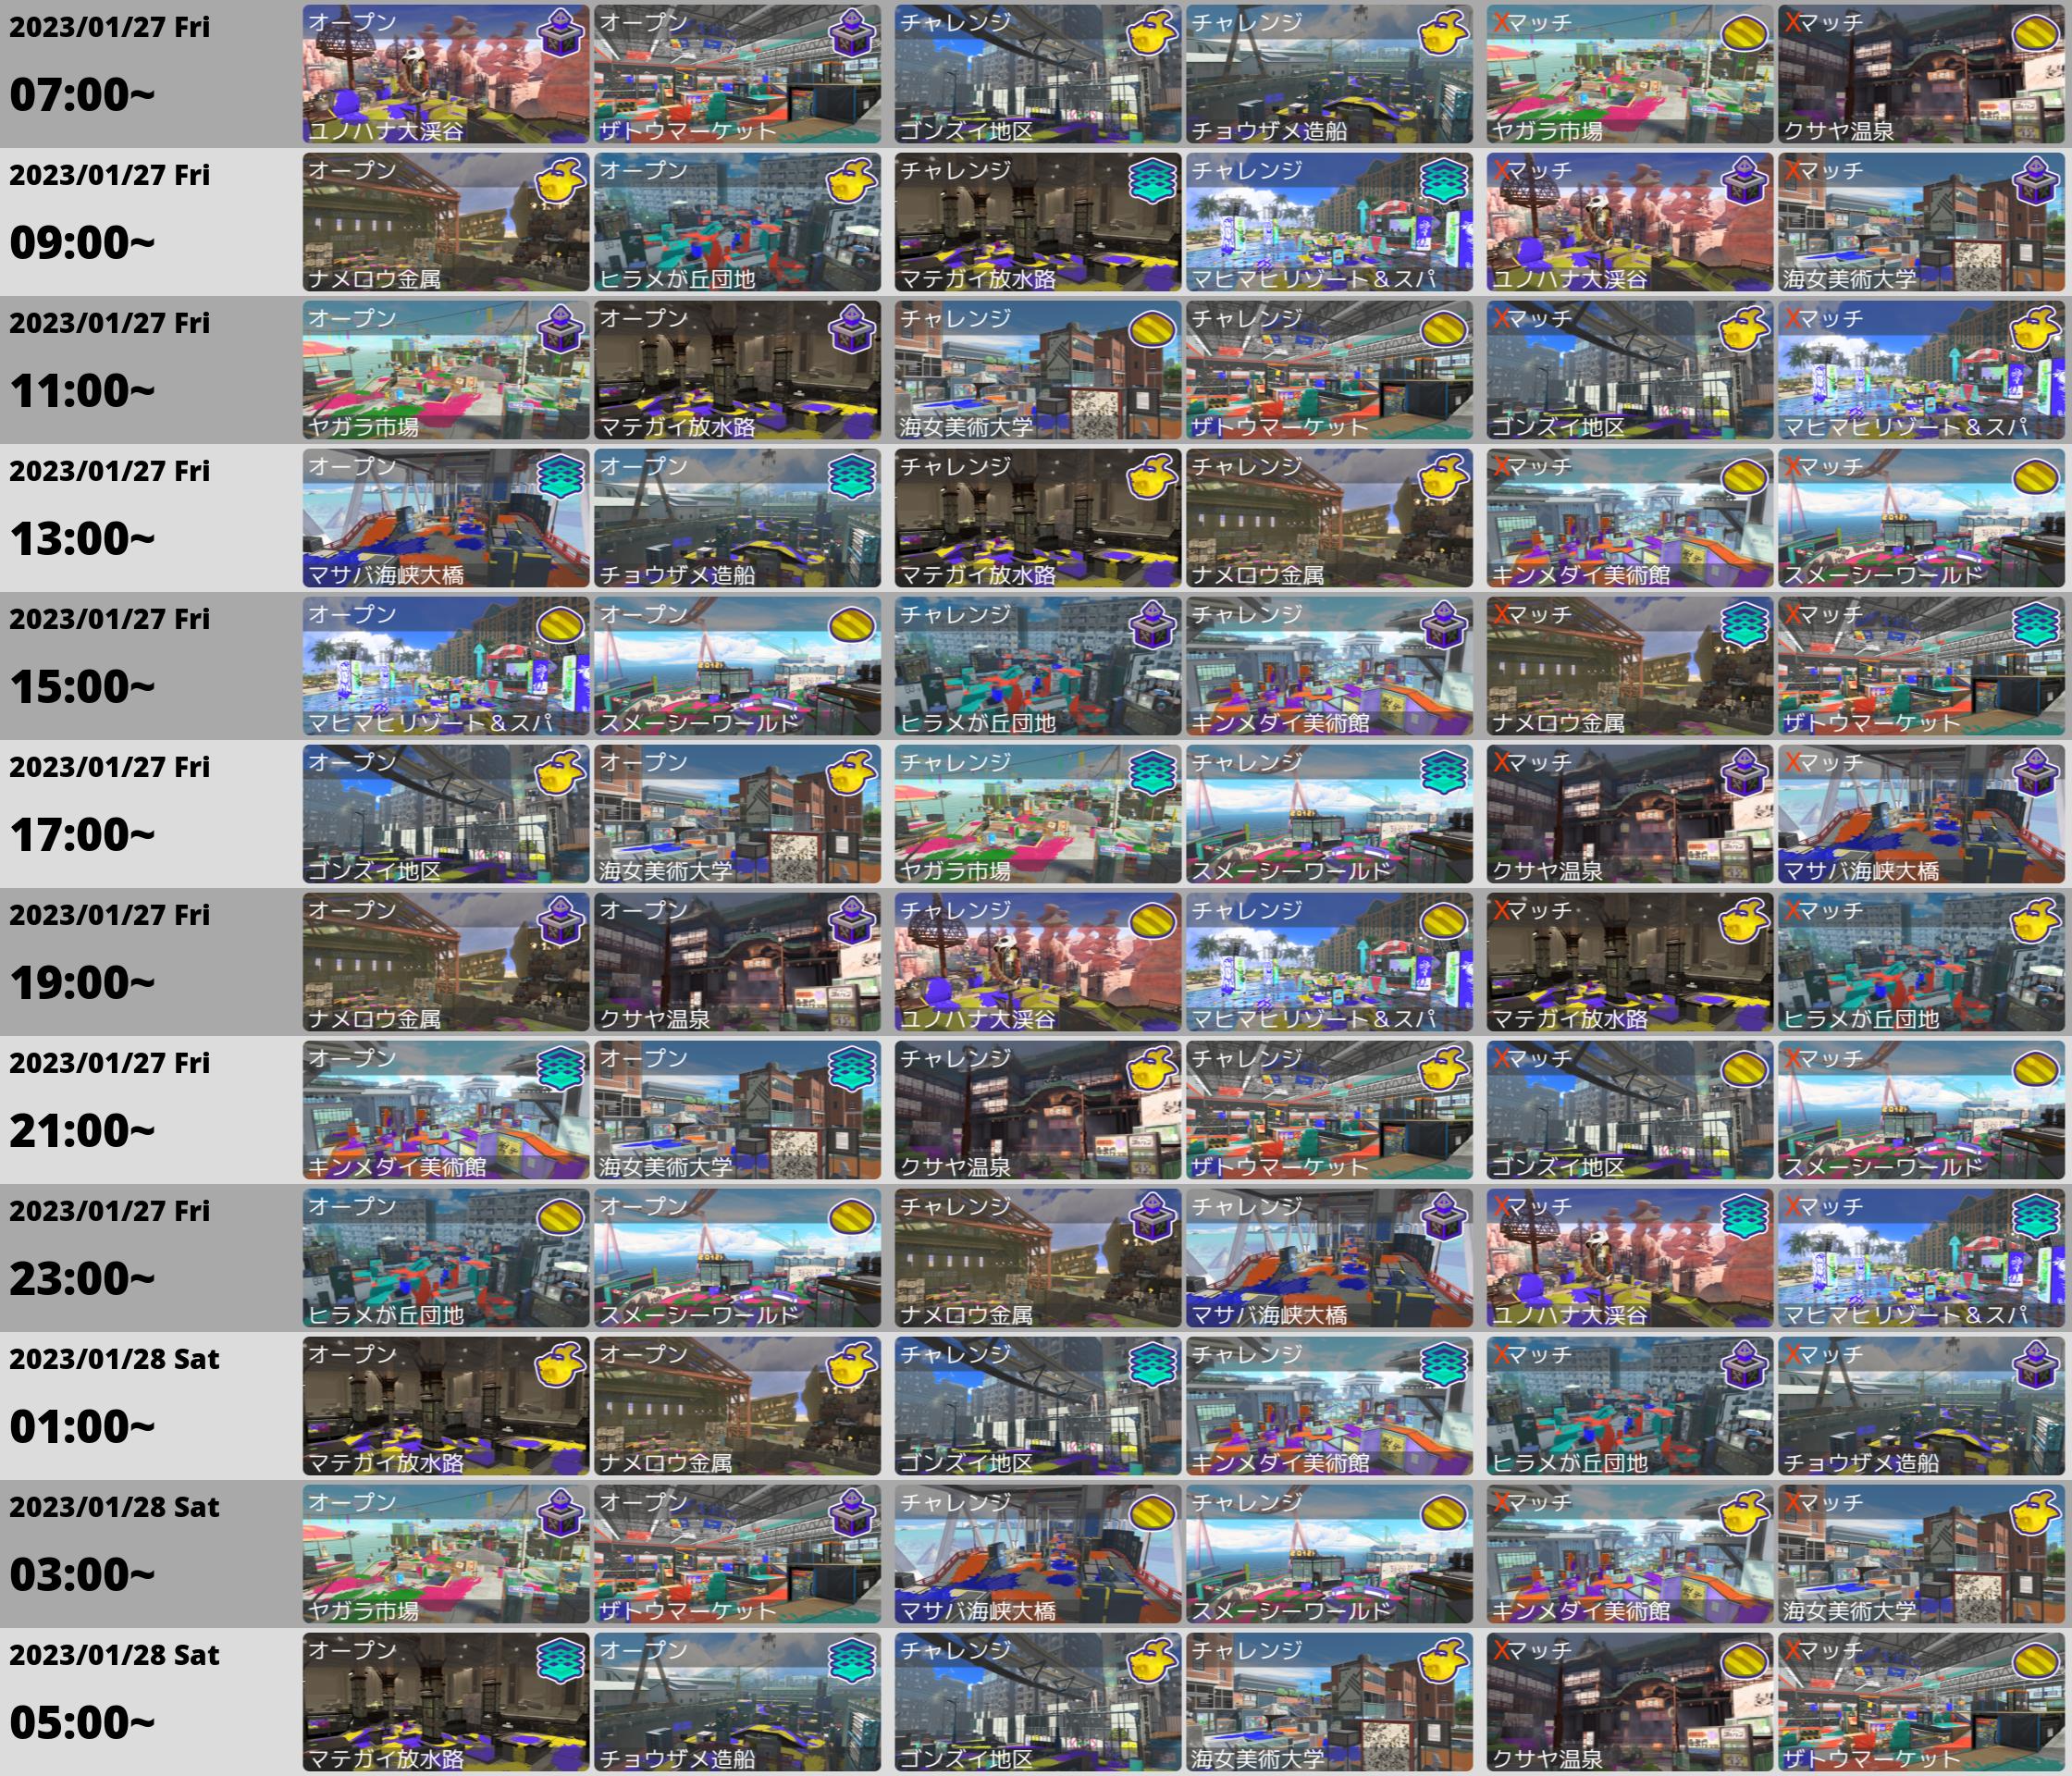 2023/01/27 Fri
07:00~
オープン
ユノハナ大渓谷
オープン
ザトウマーケット
チャレンジ
ゴンズイ地区
チャレンジ
チョウザメ造船
Xマッチ
ヤガラ市場
Xマッチ
クサヤ温泉
2023/01/27 Fri
09:00~
オープン
ナメロウ金属
オープン
ヒラメが丘団地
チャレンジ
マテガイ放水路
チャレンジ
マヒマヒリゾート&スパ
Xマッチ
ユノハナ大渓谷
Xマッチ
海女美術大学
2023/01/27 Fri
11:00~
オープン
ヤガラ市場
オープン
マテガイ放水路
チャレンジ
海女美術大学
チャレンジ
ザトウマーケット
Xマッチ
ゴンズイ地区
Xマッチ
マヒマヒリゾート&スパ
2023/01/27 Fri
13:00~
オープン
マサバ海峡大橋
オープン
チョウザメ造船
チャレンジ
マテガイ放水路
チャレンジ
ナメロウ金属
Xマッチ
キンメダイ美術館
Xマッチ
スメーシーワールド
2023/01/27 Fri
15:00~
オープン
マヒマヒリゾート&スパ
オープン
スメーシーワールド
チャレンジ
ヒラメが丘団地
チャレンジ
キンメダイ美術館
Xマッチ
ナメロウ金属
Xマッチ
ザトウマーケット
2023/01/27 Fri
17:00~
オープン
ゴンズイ地区
オープン
海女美術大学
チャレンジ
ヤガラ市場
チャレンジ
スメーシーワールド
Xマッチ
クサヤ温泉
Xマッチ
マサバ海峡大橋
2023/01/27 Fri
19:00~
オープン
ナメロウ金属
オープン
クサヤ温泉
チャレンジ
ユノハナ大渓谷
チャレンジ
マヒマヒリゾート&スパ
Xマッチ
マテガイ放水路
Xマッチ
ヒラメが丘団地
2023/01/27 Fri
21:00~
オープン
キンメダイ美術館
オープン
海女美術大学
チャレンジ
クサヤ温泉
チャレンジ
ザトウマーケット
Xマッチ
ゴンズイ地区
Xマッチ
スメーシーワールド
2023/01/27 Fri
23:00~
オープン
ヒラメが丘団地
オープン
スメーシーワールド
チャレンジ
ナメロウ金属
チャレンジ
マサバ海峡大橋
Xマッチ
ユノハナ大渓谷
Xマッチ
マヒマヒリゾート&スパ
2023/01/28 Sat
01:00~
オープン
マテガイ放水路
オープン
ナメロウ金属
チャレンジ
ゴンズイ地区
チャレンジ
キンメダイ美術館
Xマッチ
ヒラメが丘団地
Xマッチ
チョウザメ造船
2023/01/28 Sat
03:00~
オープン
ヤガラ市場
オープン
ザトウマーケット
チャレンジ
マサバ海峡大橋
チャレンジ
スメーシーワールド
Xマッチ
キンメダイ美術館
Xマッチ
海女美術大学
2023/01/28 Sat
05:00~
オープン
マテガイ放水路
オープン
チョウザメ造船
チャレンジ
ゴンズイ地区
チャレンジ
海女美術大学
Xマッチ
クサヤ温泉
Xマッチ
ザトウマーケット